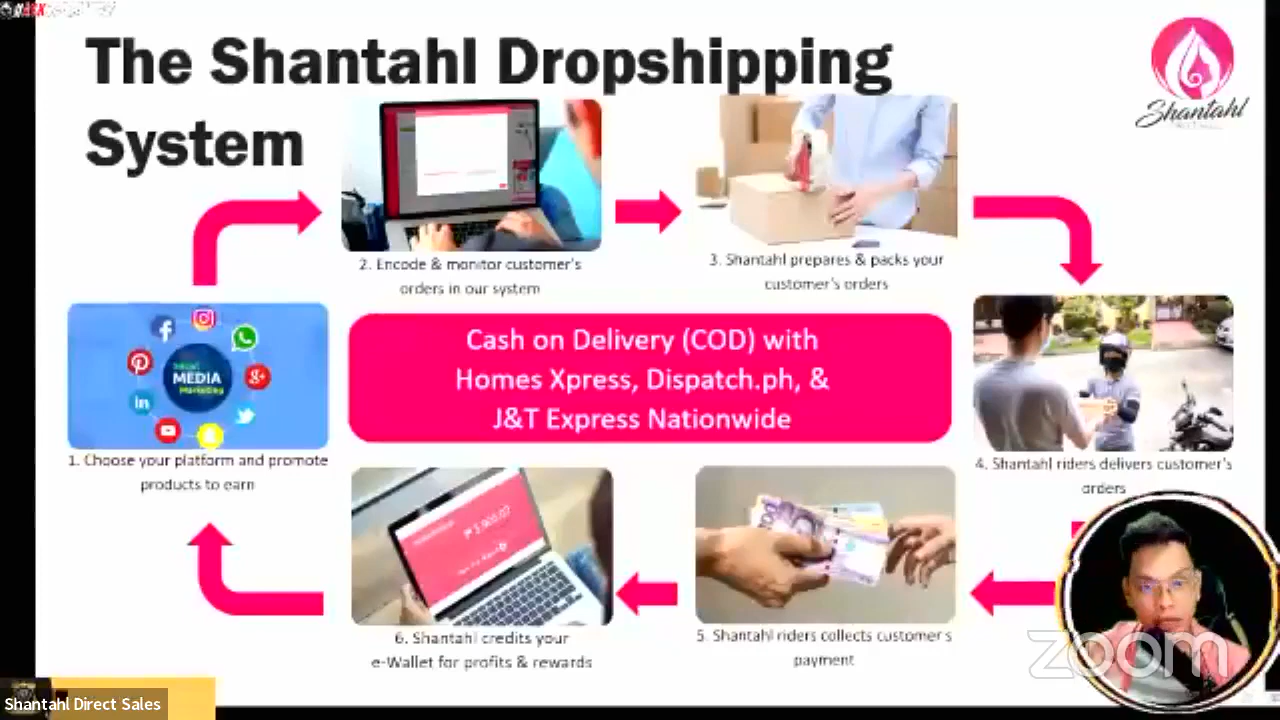 The Shantahl Dropshipping
System
Shantahl
2. Encode & monitor customer's
orders in our system
3. Shantahl prepares & packs your
customer's orders
Cash on Delivery (COD) with
Homes Xpress, Dispatch.ph, &
J&T Express Nationwide
MEDIA
Marketing
1. Choose your platform and promote
products to earn
4. Shantahl riders delivers customer's
orders
6. Shantahl credits your
e-Wallet for profits & rewards
5. Shantahl riders collects customer's
payment
zoom
Shantahl Direct Sales